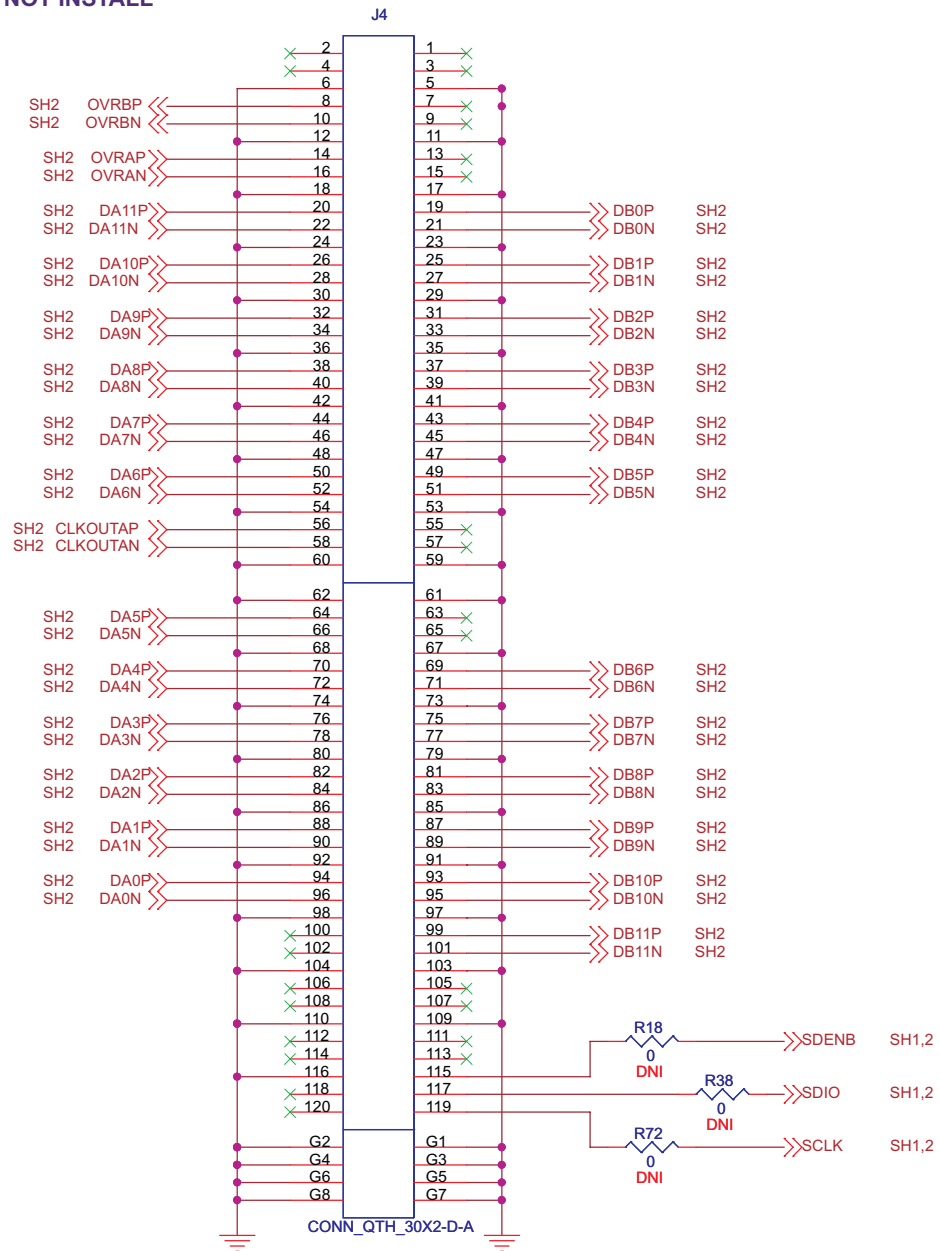 NOT INSTALL
J4
2 1
4 3
6 5
SH2 OVRBP 8 7
SH2 OVRBN 10 9
12 11
SH2 OVRAP 14 13
SH2 OVRAN 16 15
18 17
SH2 DA11P 20 19 DB0P SH2
SH2 DA11N 22 21 DB0N SH2
24 23
SH2 DA10P 26 25 DB1P SH2
SH2 DA10N 28 27 DB1N SH2
30 29
SH2 DA9P 32 31 DB2P SH2
SH2 DA9N 34 33 DB2N SH2
36 35
SH2 DA8P 38 37 DB3P SH2
SH2 DA8N 40 39 DB3N SH2
42 41
SH2 DA7P 44 43 DB4P SH2
SH2 DA7N 46 45 DB4N SH2
48 47
SH2 DA6P 50 49 DB5P SH2
SH2 DA6N 52 51 DB5N SH2
54 53
SH2 CLKOUTAP 56 55
SH2 CLKOUTAN 58 57
60 59
62 61
SH2 DA5P 64 63
SH2 DA5N 66 65
68 67
SH2 DA4P 70 69 DB6P SH2
SH2 DA4N 72 71 DB6N SH2
74 73
SH2 DA3P 76 75 DB7P SH2
SH2 DA3N 78 77 DB7N SH2
80 79
SH2 DA2P 82 81 DB8P SH2
SH2 DA2N 84 83 DB8N SH2
86 85
SH2 DA1P 88 87 DB9P SH2
SH2 DA1N 90 89 DB9N SH2
92 91
SH2 DA0P 94 93 DB10P SH2
SH2 DA0N 96 95 DB10N SH2
98 97
100 99 DB11P SH2
102 101 DB11N SH2
104 103
106 105
108 107
110 109
112 111 R18
114 113 0 SDENB SH1,2
116 115 DNI
118 117 R38 SDIO SH1,2
120 119 0
DNI
R72
G2 G1 0 SCLK SH1,2
G4 G3 DNI
G6 G5
G8 G7
CONN_QTH_30X2-D-A